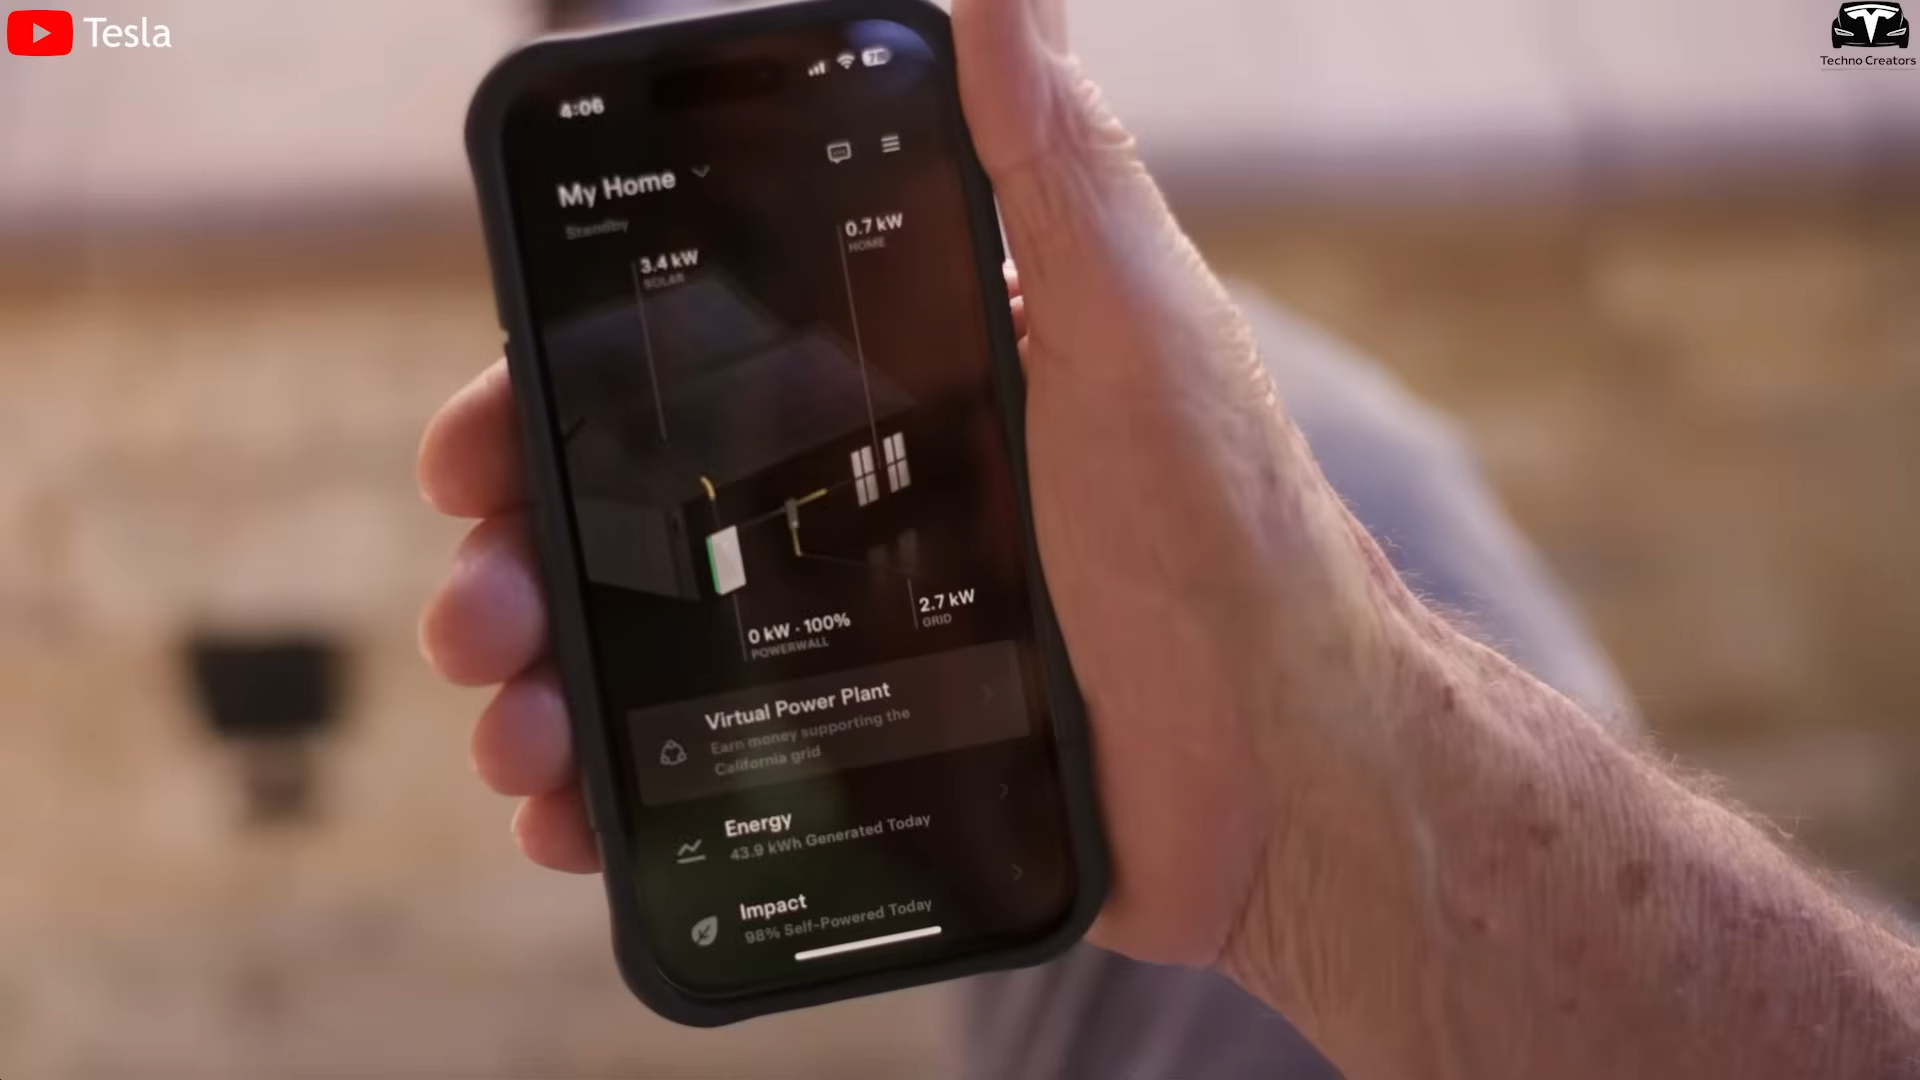 Tesla
Techno Creators
4:06
My Home
Standby
0.7 kW
HOME
3.4 kW
SOLAR
0 kW · 100%
POWERWALL
2.7 kW
GRID
Virtual Power Plant
Earn money supporting the
California grid
Energy
43.9 kWh Generated Today
Impact
98% Self-Powered Today